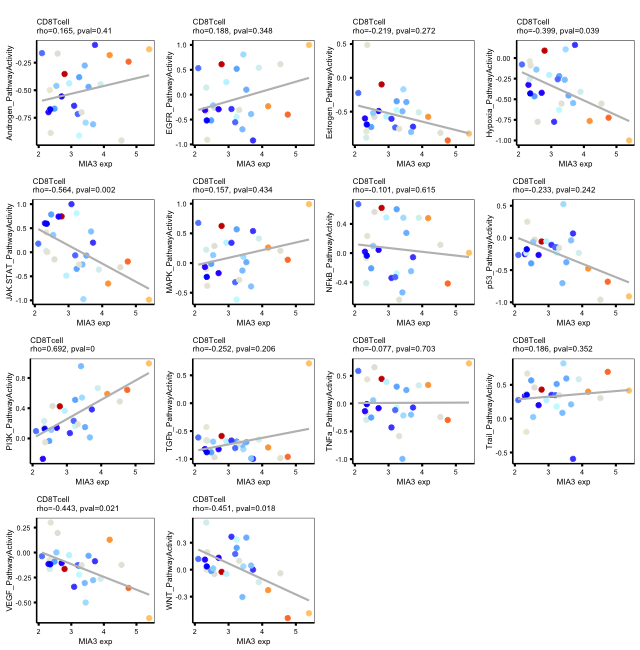 CD8Tcell
rho=0.165, pval=0.41
Androgen_PathwayActivity
-0.25
-0.50
-0.75
2 3 4 5
MIA3 exp
CD8Tcell
rho=0.188, pval=0.348
EGFR_PathwayActivity
1.0
0.5
0.0
-0.5
-1.0
2 3 4 5
MIA3 exp
CD8Tcell
rho=-0.219, pval=0.272
Estrogen_PathwayActivity
0.5
0.0
-0.5
2 3 4 5
MIA3 exp
CD8Tcell
rho=-0.399, pval=0.039
Hypoxia_PathwayActivity
0.0
-0.5
-1.0
2 3 4 5
MIA3 exp
CD8Tcell
rho=-0.564, pval=0.002
JAK.STAT_PathwayActivity
1.0
0.5
0.0
-0.5
-1.0
2 3 4 5
MIA3 exp
CD8Tcell
rho=0.157, pval=0.434
MAPK_PathwayActivity
1.0
0.5
0.0
-0.5
2 3 4 5
MIA3 exp
CD8Tcell
rho=-0.101, pval=0.615
NFkB_PathwayActivity
0.4
0.0
-0.4
2 3 4 5
MIA3 exp
CD8Tcell
rho=-0.233, pval=0.242
p53_PathwayActivity
0.5
0.0
-0.5
-1.0
2 3 4 5
MIA3 exp
CD8Tcell
rho=0.692, pval=0
PI3K_PathwayActivity
0.8
0.4
0.0
2 3 4 5
MIA3 exp
CD8Tcell
rho=-0.252, pval=0.206
TGFb_PathwayActivity
0.5
0.0
-0.5
-1.0
2 3 4 5
MIA3 exp
CD8Tcell
rho=-0.077, pval=0.703
TNFa_PathwayActivity
0.5
0.0
-0.5
-1.0
2 3 4 5
MIA3 exp
CD8Tcell
rho=0.186, pval=0.352
Trail_PathwayActivity
0.5
0.0
-0.5
2 3 4 5
MIA3 exp
CD8Tcell
rho=-0.443, pval=0.021
VEGF_PathwayActivity
0.25
0.00
-0.25
-0.50
2 3 4 5
MIA3 exp
CD8Tcell
rho=-0.451, pval=0.018
WNT_PathwayActivity
0.3
0.0
-0.3
2 3 4 5
MIA3 exp